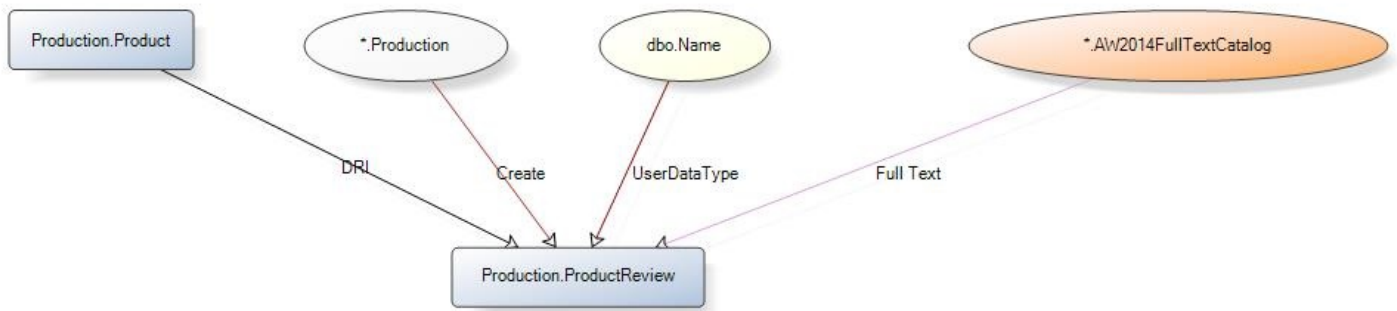 Production.Product
*.Production
dbo.Name
*.AW2014FullTextCatalog
DRI
Create
UserDataType
Full Text
Production.ProductReview